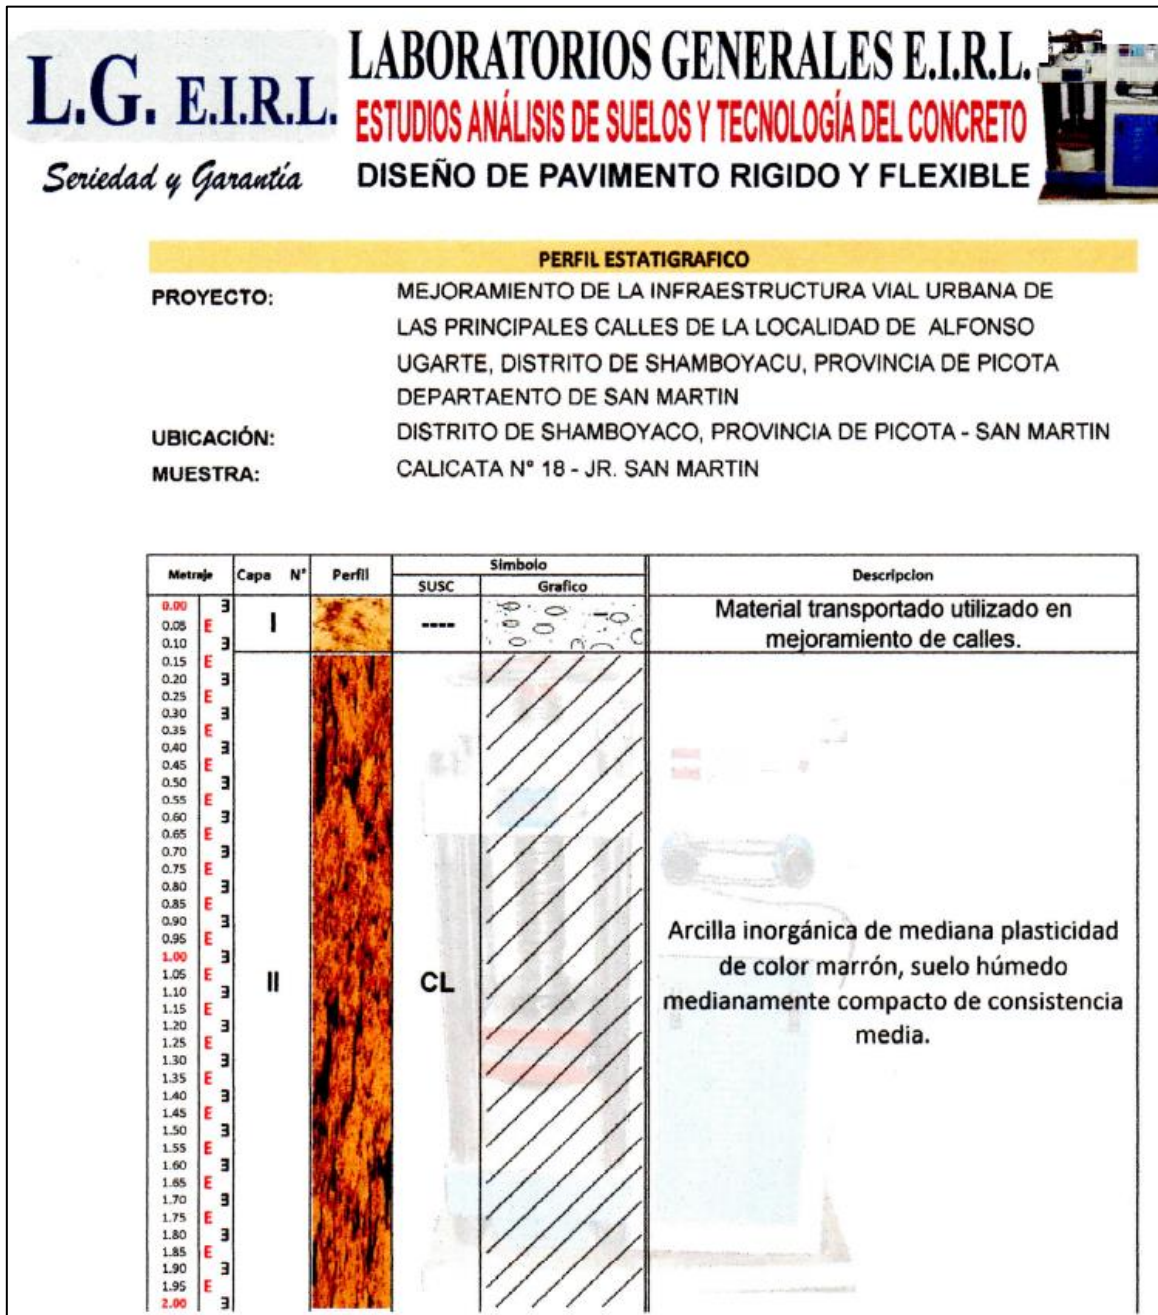 L.G. E.I.R.L.
Seriedad y Garantía
LABORATORIOS GENERALES E.I.R.L.
ESTUDIOS ANÁLISIS DE SUELOS Y TECNOLOGÍA DEL CONCRETO
DISEÑO DE PAVIMENTO RIGIDO Y FLEXIBLE
PERFIL ESTATIGRAFICO
PROYECTO: MEJORAMIENTO DE LA INFRAESTRUCTURA VIAL URBANA DE
LAS PRINCIPALES CALLES DE LA LOCALIDAD DE ALFONSO
UGARTE, DISTRITO DE SHAMBOYACU, PROVINCIA DE PICOTA
DEPARTAENTO DE SAN MARTIN
UBICACIÓN: DISTRITO DE SHAMBOYACO, PROVINCIA DE PICOTA - SAN MARTIN
MUESTRA: CALICATA N° 18 - JR. SAN MARTIN
Metraje Capa N° Perfil Simbolo Descripcion
SUSC Grafico
0.00
0.05 E
0.10
I ---- Material transportado utilizado en
mejoramiento de calles.
0.15 E
0.20
0.25 E
0.30
0.35 E
0.40
0.45 E
0.50
0.55 E
0.60
0.65 E
0.70
0.75 E
0.80
0.85 E
0.90
0.95 E
1.00
1.05 E
1.10
1.15 E
1.20
1.25 E
1.30
1.35 E
1.40
1.45 E
1.50
1.55 E
1.60
1.65 E
1.70
1.75 E
1.80
1.85 E
1.90
1.95 E
2.00
II CL Arcilla inorgánica de mediana plasticidad
de color marrón, suelo húmedo
medianamente compacto de consistencia
media.